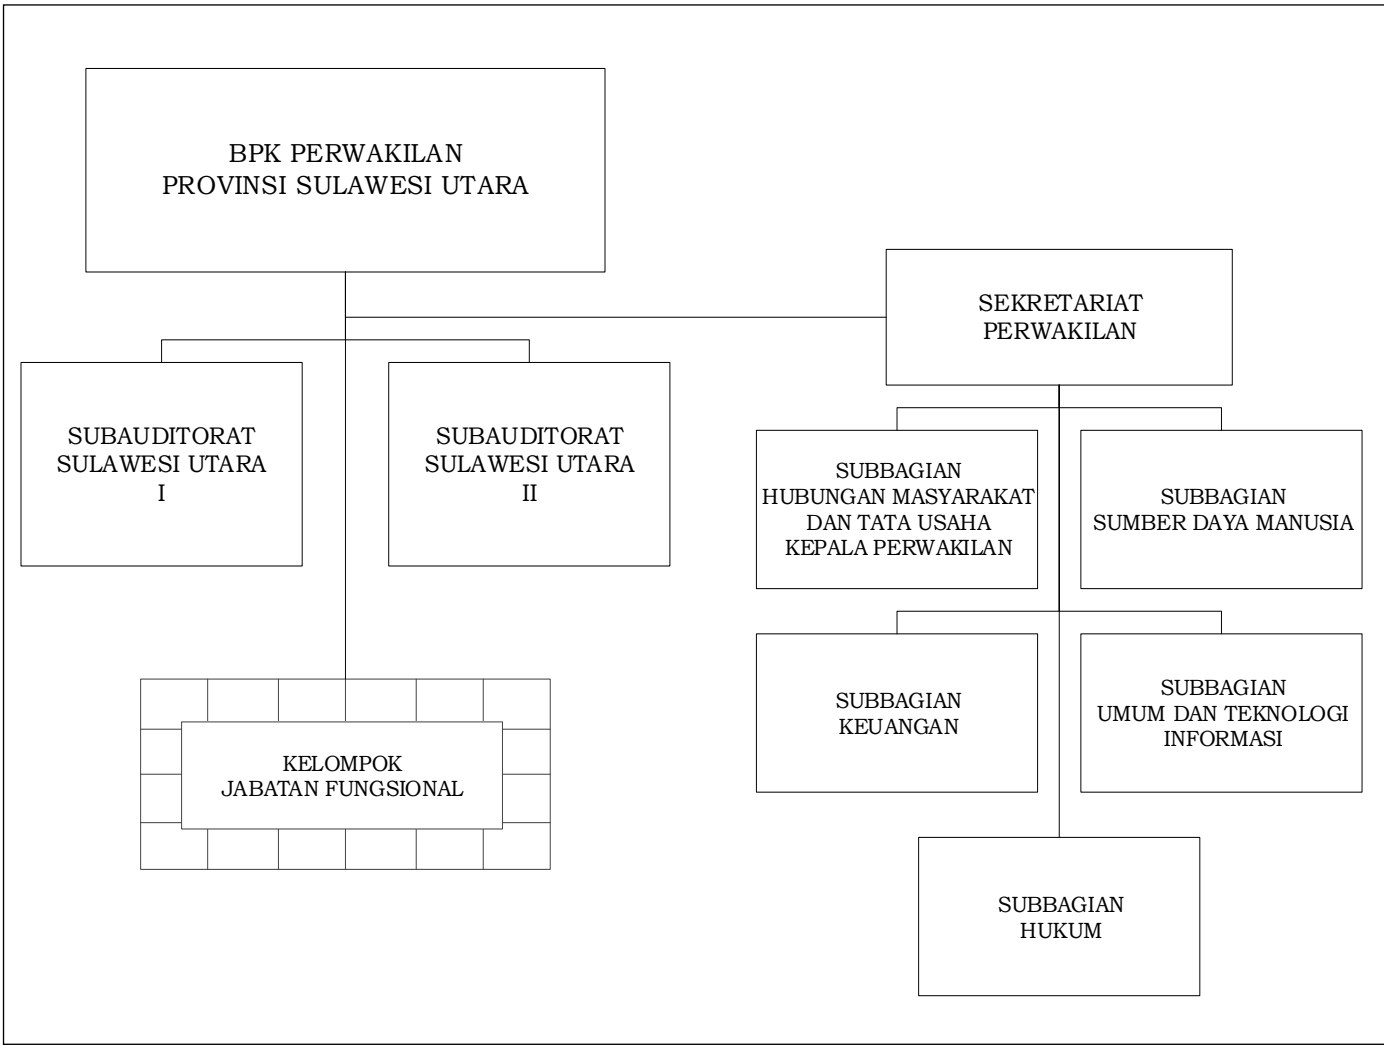 BPK PERWAKILAN
PROVINSI SULAWESI UTARA
SEKRETARIAT
PERWAKILAN
SUBAUDITORAT
SULAWESI UTARA
I
SUBAUDITORAT
SULAWESI UTARA
II
SUBBAGIAN
HUBUNGAN MASYARAKAT
DAN TATA USAHA
KEPALA PERWAKILAN
SUBBAGIAN
SUMBER DAYA MANUSIA
SUBBAGIAN
KEUANGAN
SUBBAGIAN
UMUM DAN TEKNOLOGI
INFORMASI
KELOMPOK
JABATAN FUNGSIONAL
SUBBAGIAN
HUKUM